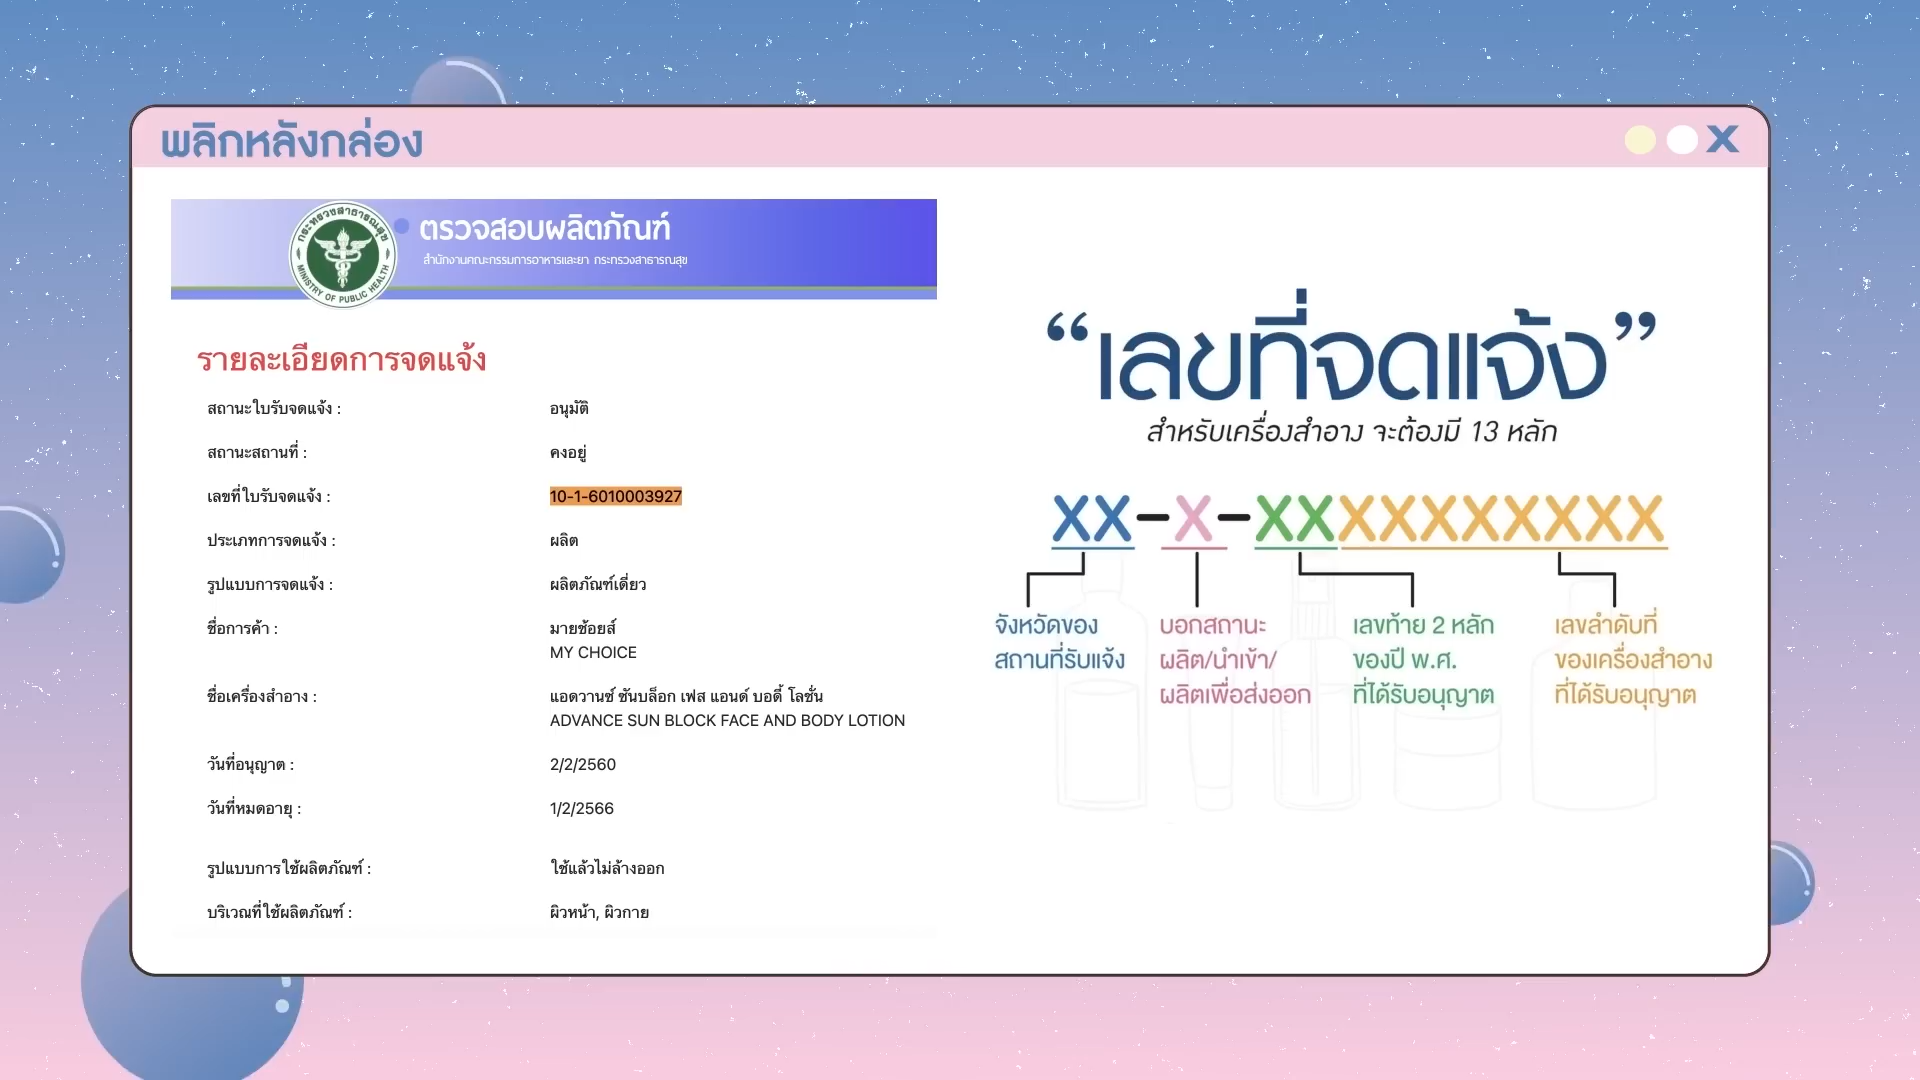 พลิกหลังกล่อง
X
กระทรวงสาธารณสุข
MINISTRY OF PUBLIC HEALTH
ตรวจสอบผลิตภัณฑ์
สำนักงานคณะกรรมการอาหารและยา กระทรวงสาธารณสุข
รายละเอียดการจดแจ้ง
สถานะใบรับจดแจ้ง : อนุมัติ
สถานะสถานที่ : คงอยู่
เลขที่ใบรับจดแจ้ง : 10-1-6010003927
ประเภทการจดแจ้ง : ผลิต
รูปแบบการจดแจ้ง : ผลิตภัณฑ์เดี่ยว
ชื่อการค้า : มายช้อยส์
MY CHOICE
ชื่อเครื่องสำอาง : แอดวานซ์ ซันบล็อก เฟส แอนด์ บอดี้ โลชั่น
ADVANCE SUN BLOCK FACE AND BODY LOTION
วันที่อนุญาต : 2/2/2560
วันที่หมดอายุ : 1/2/2566
รูปแบบการใช้ผลิตภัณฑ์ : ใช้แล้วไม่ล้างออก
บริเวณที่ใช้ผลิตภัณฑ์ : ผิวหน้า, ผิวกาย
“เลขที่จดแจ้ง”
สำหรับเครื่องสำอาง จะต้องมี 13 หลัก
XX-X-XXXXXXXXXX
จังหวัดของ
สถานที่รับแจ้ง
บอกสถานะ
ผลิต/นำเข้า/
ผลิตเพื่อส่งออก
เลขท้าย 2 หลัก
ของปี พ.ศ.
ที่ได้รับอนุญาต
เลขลำดับที่
ของเครื่องสำอาง
ที่ได้รับอนุญาต